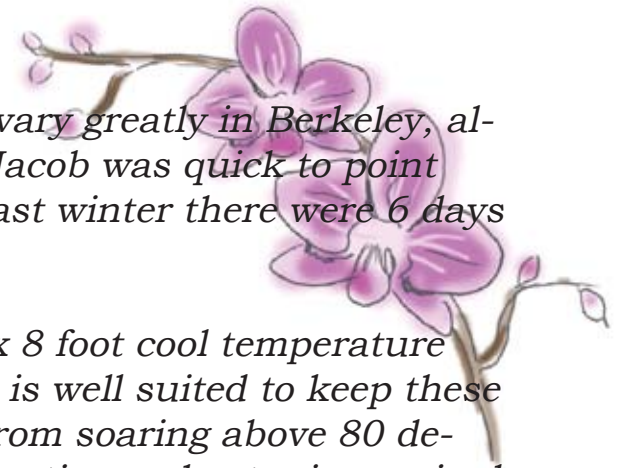 vary greatly in Berkeley, al-
Jacob was quick to point
ast winter there were 6 days
x 8 foot cool temperature
is well suited to keep these
rom soaring above 80 de-